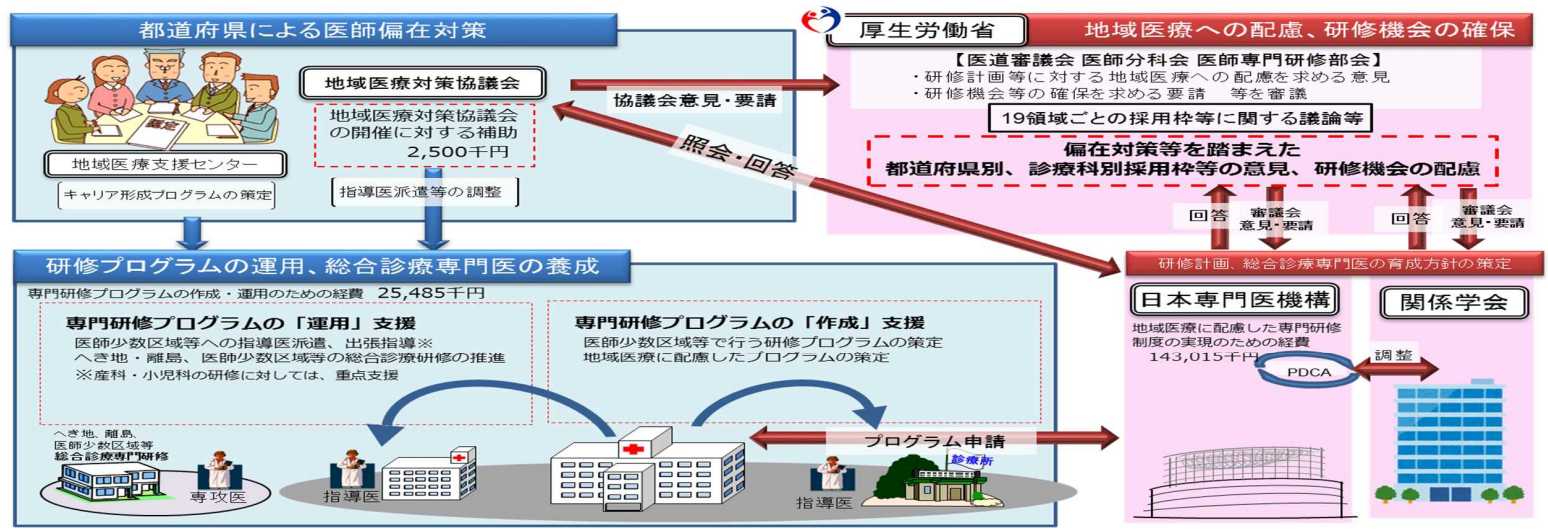 都道府県による医師偏在対策
地域医療対策協議会
地域医療対策協議会
の開催に対する補助
2,500千円
地域医療支援センター
キャリア形成プログラムの策定
指導医派遣等の調整
協議会意見・要請
照会・回答
厚生労働省
地域医療への配慮、研修機会の確保
【医道審議会 医師分科会 医師専門研修部会】
・研修計画等に対する地域医療への配慮を求める意見
・研修機会等の確保を求める要請 等を審議
19領域ごとの採用枠等に関する議論等
偏在対策等を踏まえた
都道府県別、診療科別採用枠等の意見、研修機会の配慮
回答
審議会
意見・要請
回答
審議会
意見・要請
研修プログラムの運用、総合診療専門医の養成
専門研修プログラムの作成・運用のための経費 25,485千円
専門研修プログラムの「運用」支援
医師少数区域等への指導医派遣、出張指導※
へき地・離島、医師少数区域等の総合診療研修の推進
※産科・小児科の研修に対しては、重点支援
専門研修プログラムの「作成」支援
医師少数区域等で行う研修プログラムの策定
地域医療に配慮したプログラムの策定
へき地、離島、
医師少数区域等
総合診療専門研修
専攻医
指導医
指導医
診療所
プログラム申請
研修計画、総合診療専門医の育成方針の策定
日本専門医機構
地域医療に配慮した専門研修
制度の実現のための経費
143,015千円
PDCA
調整
関係学会